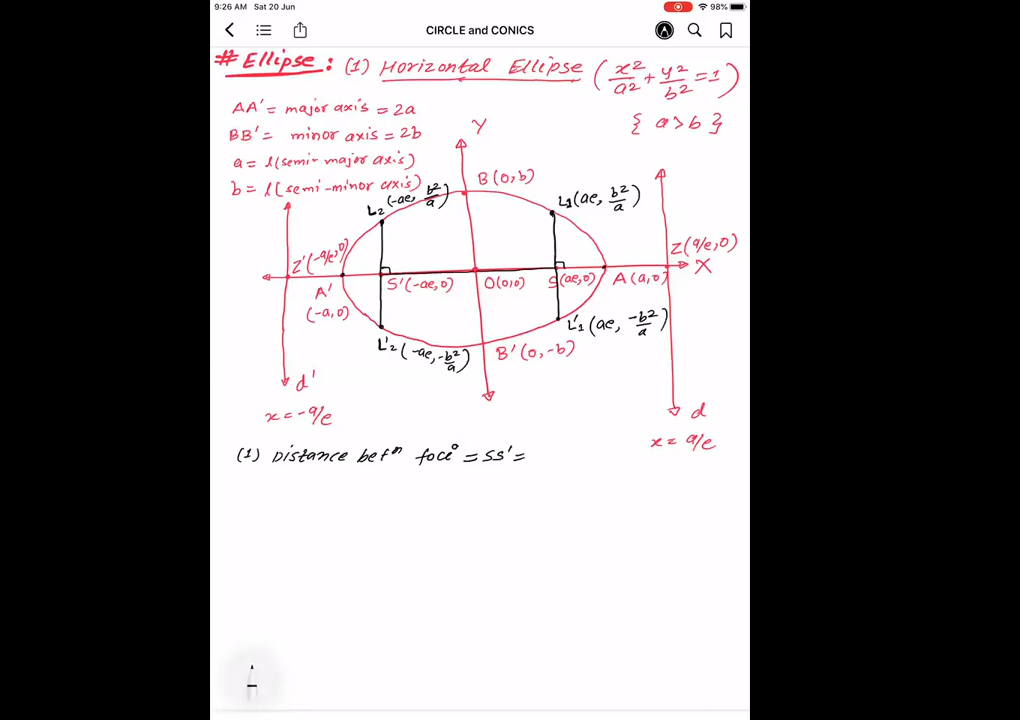 9:26 AM Sat 20 Jun 98%
CIRCLE and CONICS
# Ellipse: (1) Horizontal Ellipse (x²/a² + y²/b² = 1)
{ a > b }
AA' = major axis = 2a
BB' = minor axis = 2b
a = l(semi-major axis)
b = l(semi-minor axis)
Y
B(0,b)
L₂(-ae, b²/a)
L₁(ae, b²/a)
Z'(-a/e,0)
Z(a/e,0)
X
A'
(-a,0)
S'(-ae,0)
O(0,0)
S(ae,0)
A(a,0)
L'₂(-ae, -b²/a)
L'₁(ae, -b²/a)
B'(0,-b)
d'
x = -a/e
d
x = a/e
(1) Distance betⁿ foci = SS' =